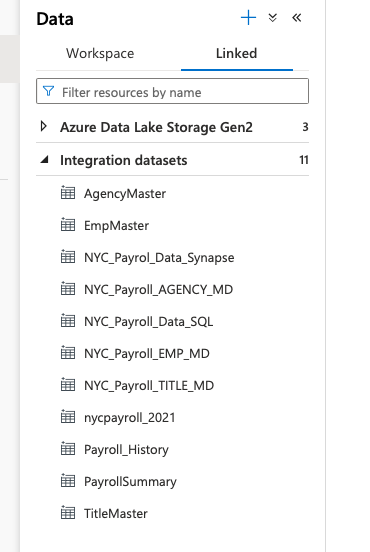 Data
Workspace Linked
Filter resources by name
Azure Data Lake Storage Gen2 3
Integration datasets 11
AgencyMaster
EmpMaster
NYC_Payrol_Data_Synapse
NYC_Payroll_AGENCY_MD
NYC_Payroll_Data_SQL
NYC_Payroll_EMP_MD
NYC_Payroll_TITLE_MD
nycpayroll_2021
Payroll_History
PayrollSummary
TitleMaster